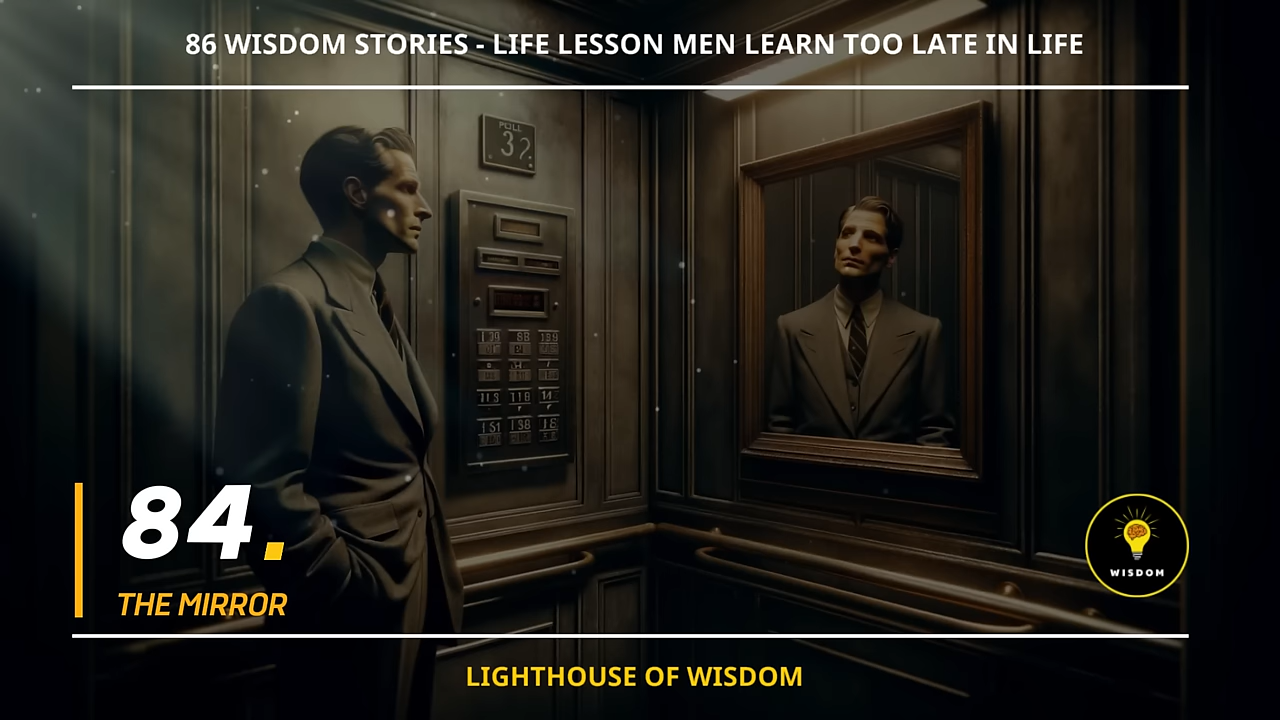 86 WISDOM STORIES - LIFE LESSON MEN LEARN TOO LATE IN LIFE
84.
THE MIRROR
WISDOM
LIGHTHOUSE OF WISDOM